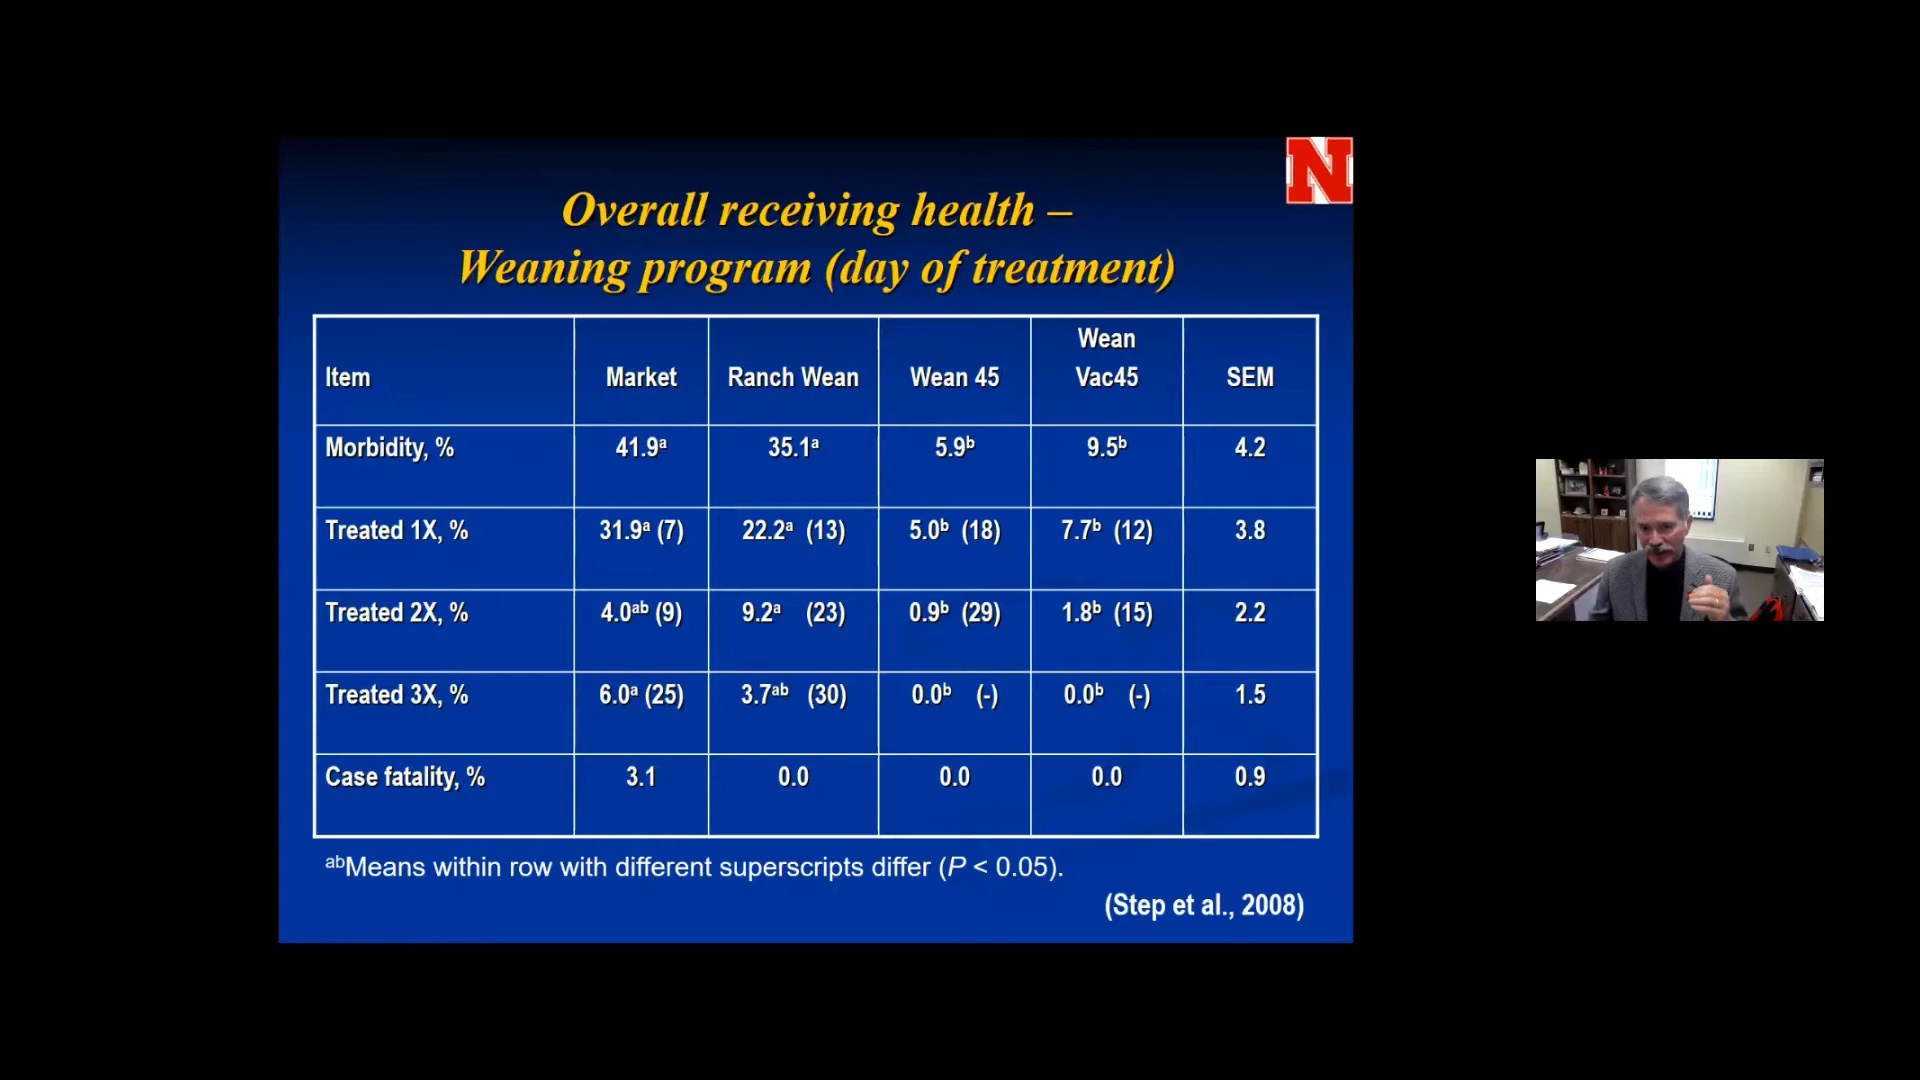 N
Overall receiving health –
Weaning program (day of treatment)
Item Market Ranch Wean Wean 45 Wean Vac45 SEM
Morbidity, % 41.9ᵃ 35.1ᵃ 5.9ᵇ 9.5ᵇ 4.2
Treated 1X, % 31.9ᵃ (7) 22.2ᵃ (13) 5.0ᵇ (18) 7.7ᵇ (12) 3.8
Treated 2X, % 4.0ᵃᵇ (9) 9.2ᵃ (23) 0.9ᵇ (29) 1.8ᵇ (15) 2.2
Treated 3X, % 6.0ᵃ (25) 3.7ᵃᵇ (30) 0.0ᵇ (-) 0.0ᵇ (-) 1.5
Case fatality, % 3.1 0.0 0.0 0.0 0.9
ᵃᵇMeans within row with different superscripts differ (P < 0.05).
(Step et al., 2008)